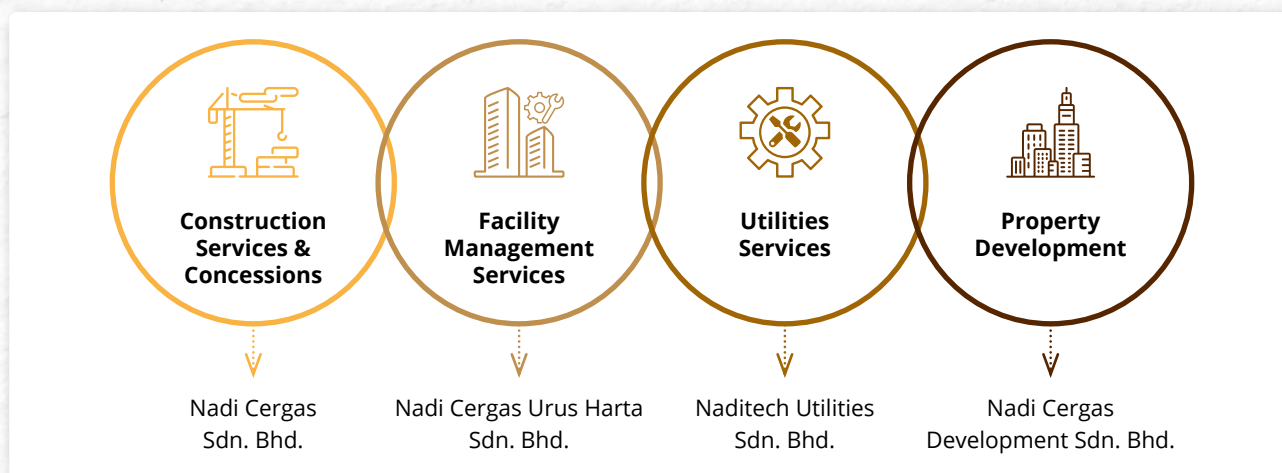 Construction
Services &
Concessions
Facility
Management
Services
Utilities
Services
Property
Development
Nadi Cergas
Sdn. Bhd.
Nadi Cergas Urus Harta
Sdn. Bhd.
Naditech Utilities
Sdn. Bhd.
Nadi Cergas
Development Sdn. Bhd.